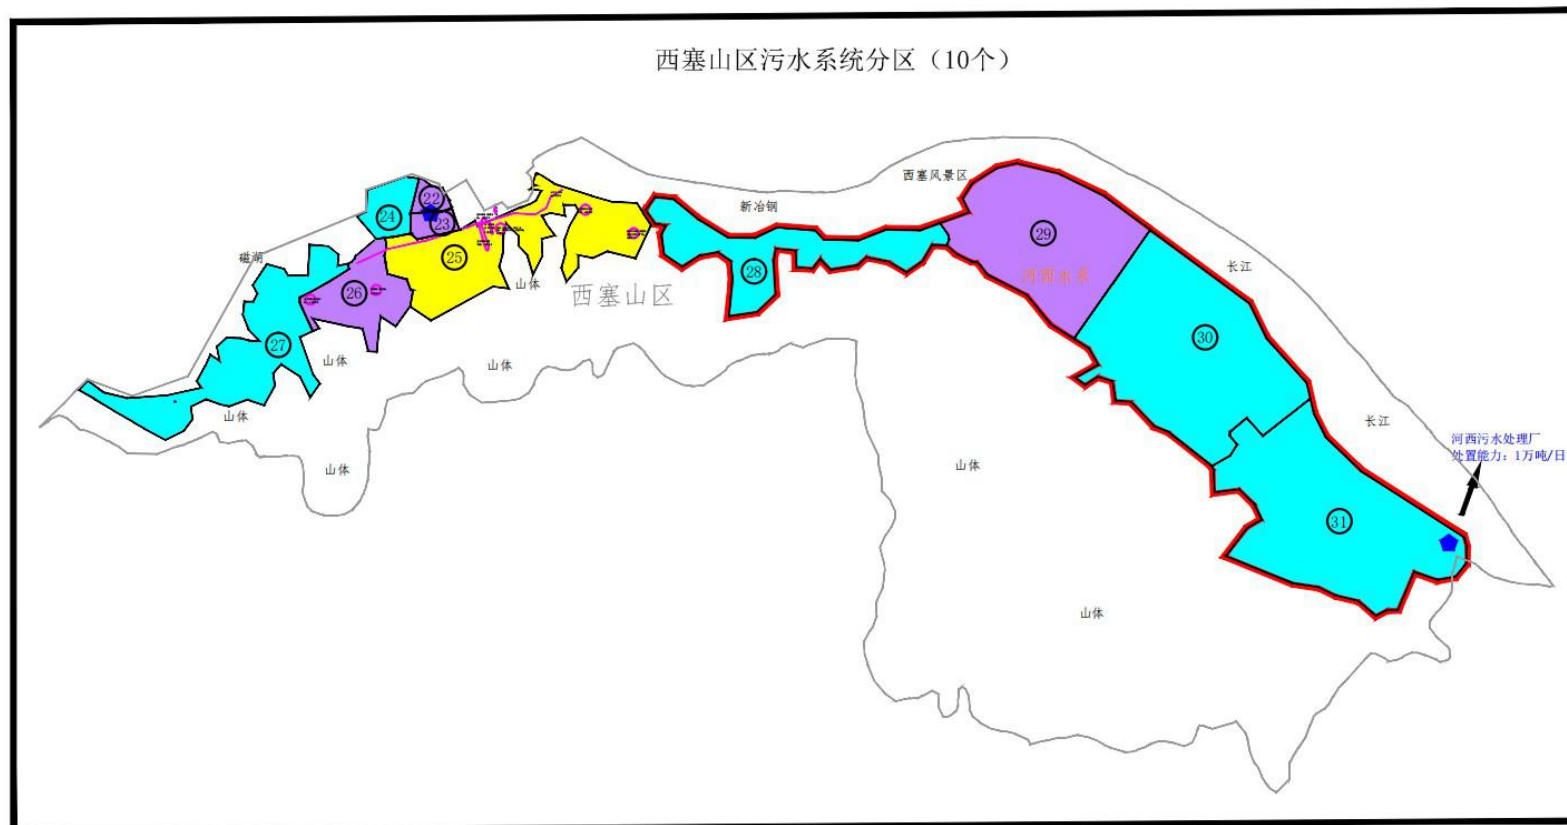 西塞山区污水系统分区（10个）
西塞风景区
新冶钢
22
24
23
29
磁湖
25
长江
28
河西水系
山体
26
西塞山区
30
27
山体
山体
山体
长江
河西污水处理厂
处置能力：1万吨/日
山体
山体
31
山体